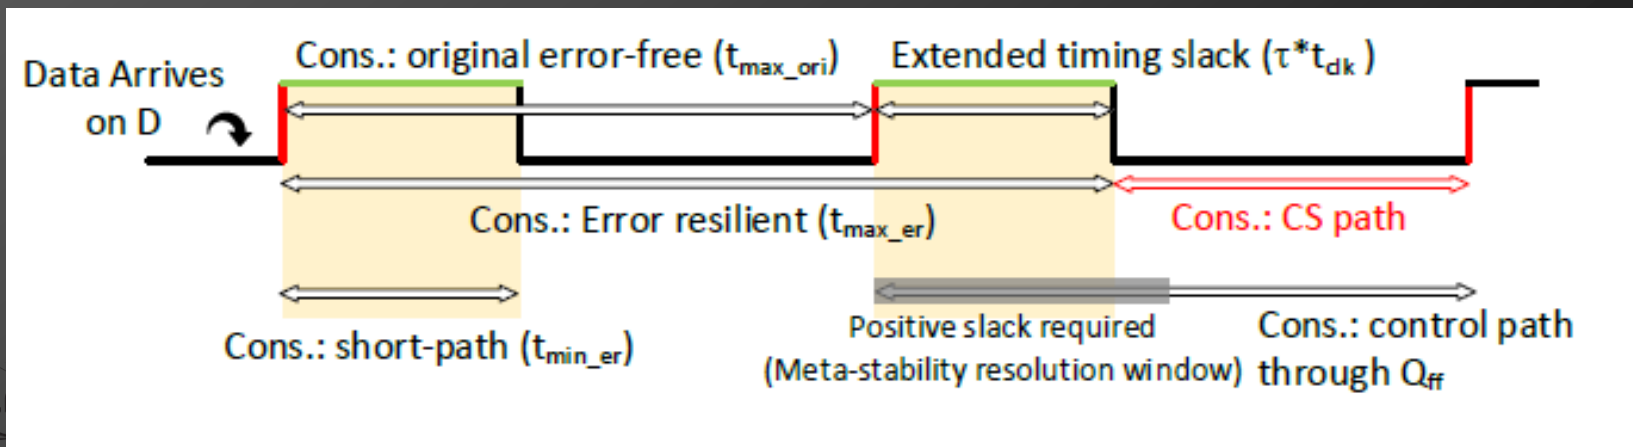 Cons.: original error-free (tmax_ori)
Extended timing slack (τ*tclk )
Data Arrives
on D
Cons.: Error resilient (tmax_er)
Cons.: CS path
Cons.: short-path (tmin_er)
Positive slack required
(Meta-stability resolution window)
Cons.: control path
through Qff